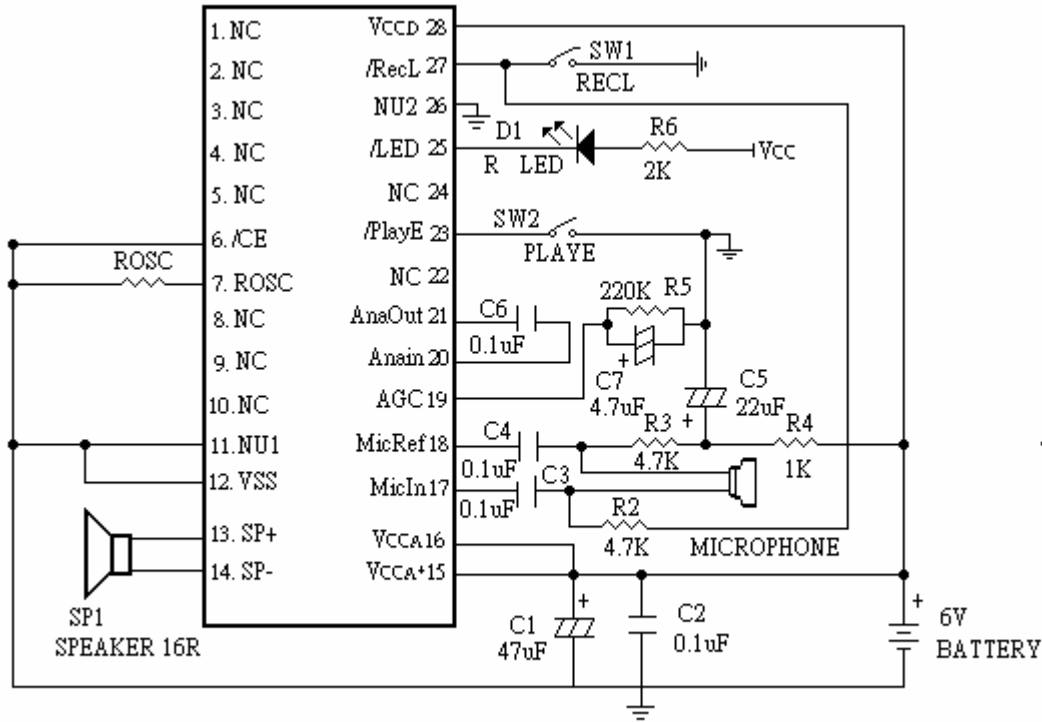 1. NC
2. NC
3. NC
4. NC
5. NC
6. /CE
7. ROSC
8. NC
9. NC
10. NC
11. NU1
12. VSS
13. SP+
14. SP-
VCCD 28
/RecL 27
NU2 26
/LED 25
NC 24
/PlayE 23
NC 22
AnaOut 21
Anain 20
AGC 19
MicRef 18
MicIn 17
VCCA 16
VCCA+ 15
ROSC
SP1
SPEAKER 16R
SW1
RECL
D1
R LED
R6
2K
VCC
SW2
PLAYE
C6
0.1uF
220K R5
+
C7
4.7uF
C5
22uF
+
C4
0.1uF
R3
4.7K
R4
1K
C3
0.1uF
R2
4.7K
MICROPHONE
+
C1
47uF
C2
0.1uF
+
6V
BATTERY